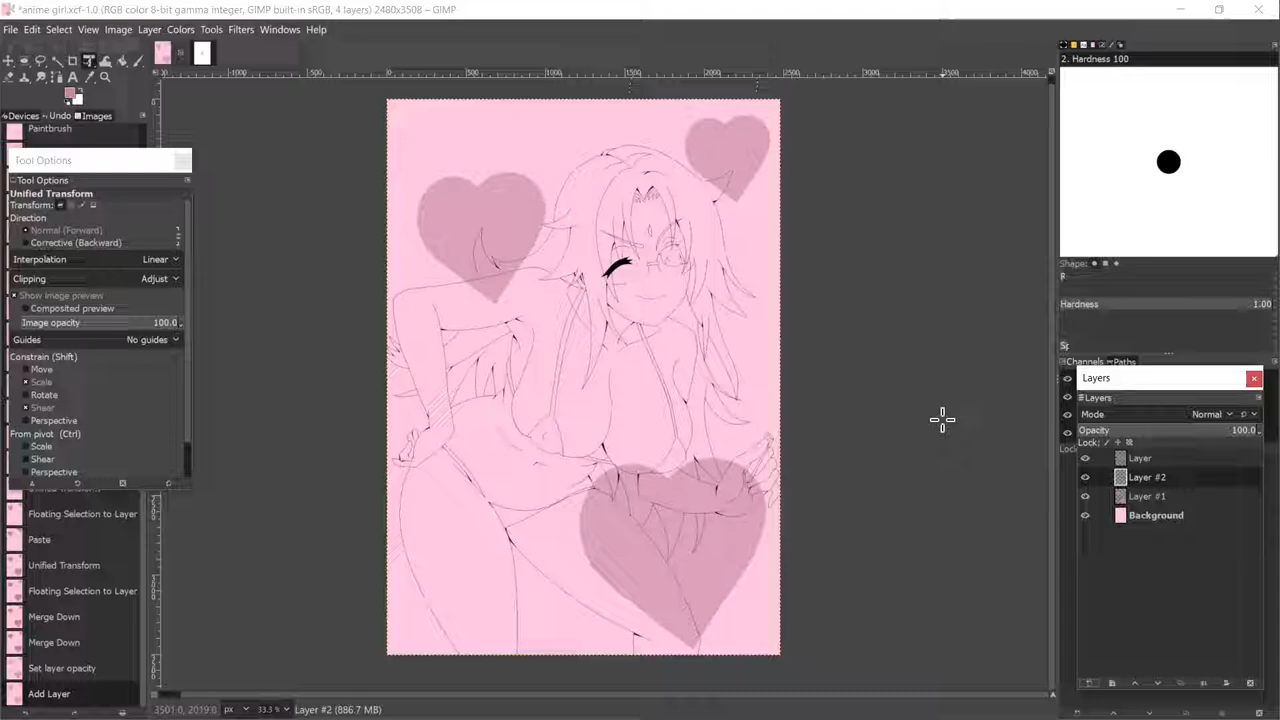 *anime girl.xcf-1.0 (RGB color 8-bit gamma integer, GIMP built-in sRGB, 4 layers) 2480x3508 – GIMP
File Edit Select View Image Layer Colors Tools Filters Windows Help
2. Hardness 100
Devices Undo Images
Paintbrush
Tool Options
Tool Options
Unified Transform
Transform:
Direction
Normal (Forward)
Corrective (Backward)
Interpolation Linear
Clipping Adjust
Show image preview
Composited preview
Image opacity 100.0
Guides No guides
Constrain (Shift)
Move
Scale
Rotate
Shear
Perspective
From pivot (Ctrl)
Scale
Shear
Perspective
Floating Selection to Layer
Paste
Unified Transform
Floating Selection to Layer
Merge Down
Merge Down
Set layer opacity
Add Layer
Shape:
Hardness 1.00
Channels Paths
Layers
Layers
Mode Normal
Opacity 100.0
Lock:
Layer
Layer #2
Layer #1
Background
3501.0, 2019.0 px 33.3 % Layer #2 (886.7 MB)